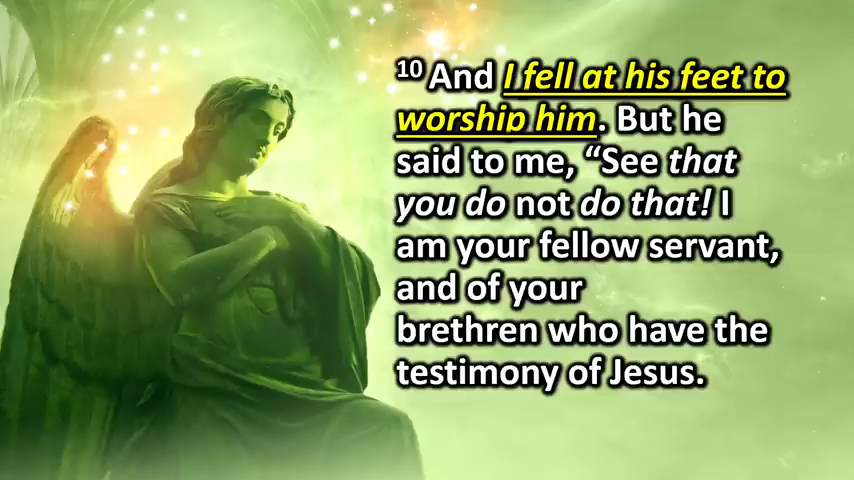 10 And I fell at his feet to
worship him. But he
said to me, “See that
you do not do that! I
am your fellow servant,
and of your
brethren who have the
testimony of Jesus.